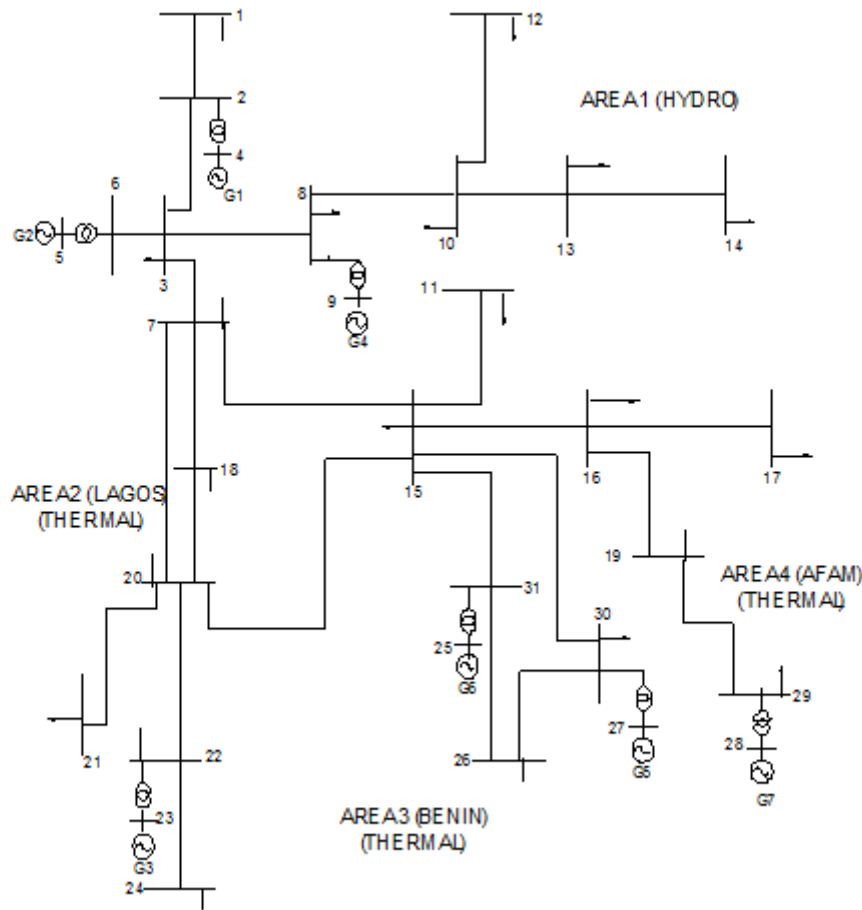 1
12
2
AREA1 (HYDRO)
4
6
8
G1
G2
5
3
10
13
14
9
11
7
G4
18
15
16
17
AREA2 (LAGOS)
(THERMAL)
19
AREA4 (AFAM)
(THERMAL)
20
31
30
25
G6
29
27
28
G5
26
G7
21
22
AREA3 (BENIN)
(THERMAL)
23
G3
24